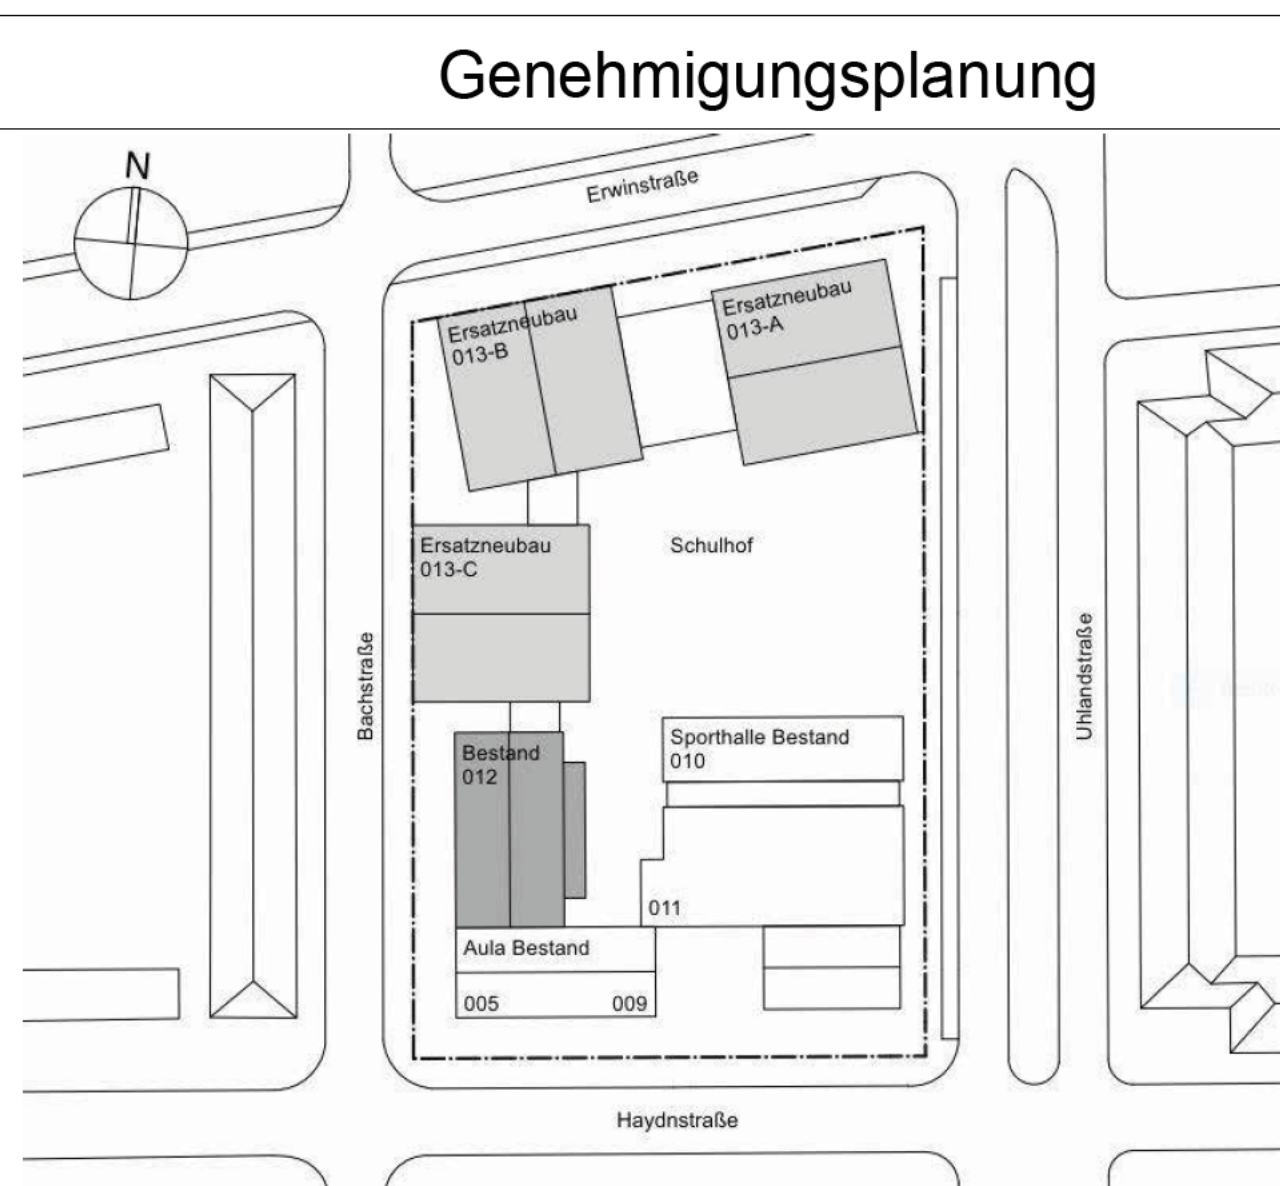 Genehmigungsplanung
N
Erwinstraße
Ersatzneubau
013-A
Ersatzneubau
013-B
Ersatzneubau
013-C
Schulhof
Bachstraße
Uhlandstraße
Bestand
012
Sporthalle Bestand
010
011
Aula Bestand
005
009
Haydnstraße